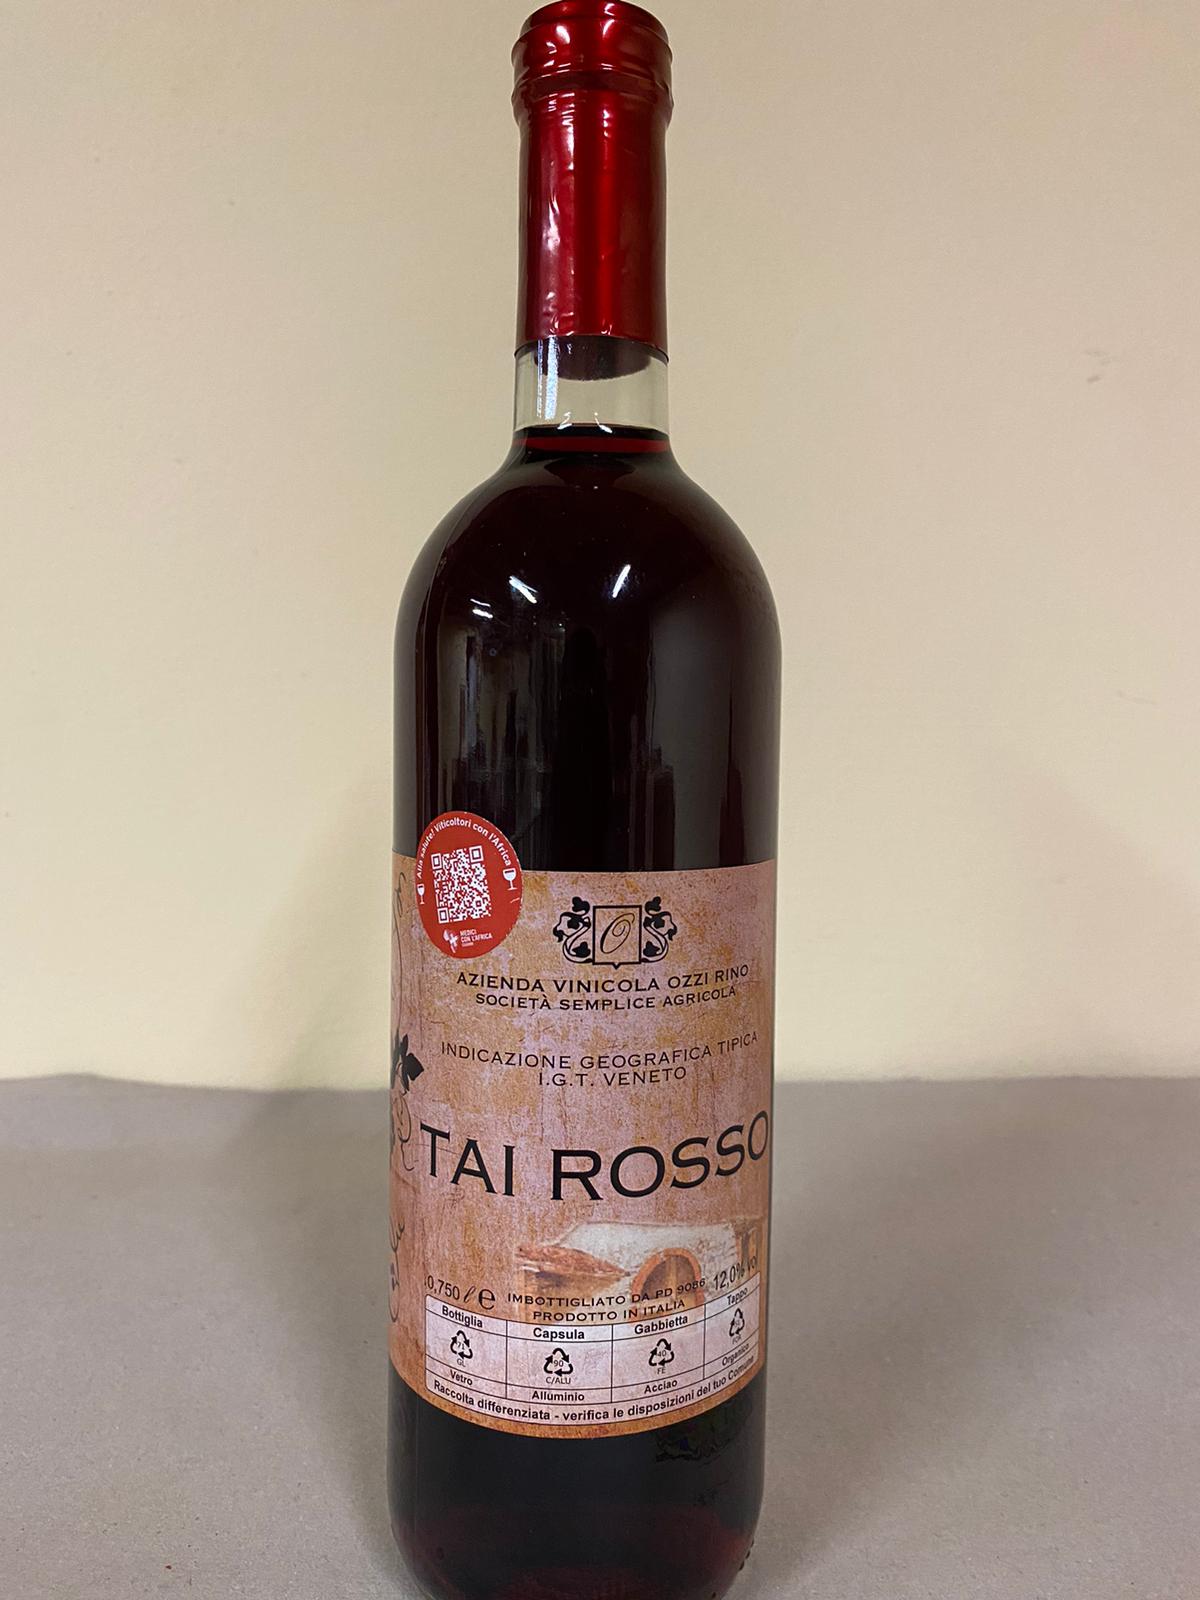 Alla salute! Viticoltori con l'Africa
MEDICI
CON L'AFRICA
O
AZIENDA VINICOLA OZZI RINO
SOCIETÀ SEMPLICE AGRICOLA
INDICAZIONE GEOGRAFICA TIPICA
I.G.T. VENETO
TAI ROSSO
0,750 ℓ e IMBOTTIGLIATO DA PD 9086 12,0% vol
PRODOTTO IN ITALIA
Bottiglia Capsula Gabbietta Tappo
71 90 40
GL C/ALU FE FOR
Vetro Alluminio Acciao Organico
Raccolta differenziata - verifica le disposizioni del tuo Comune